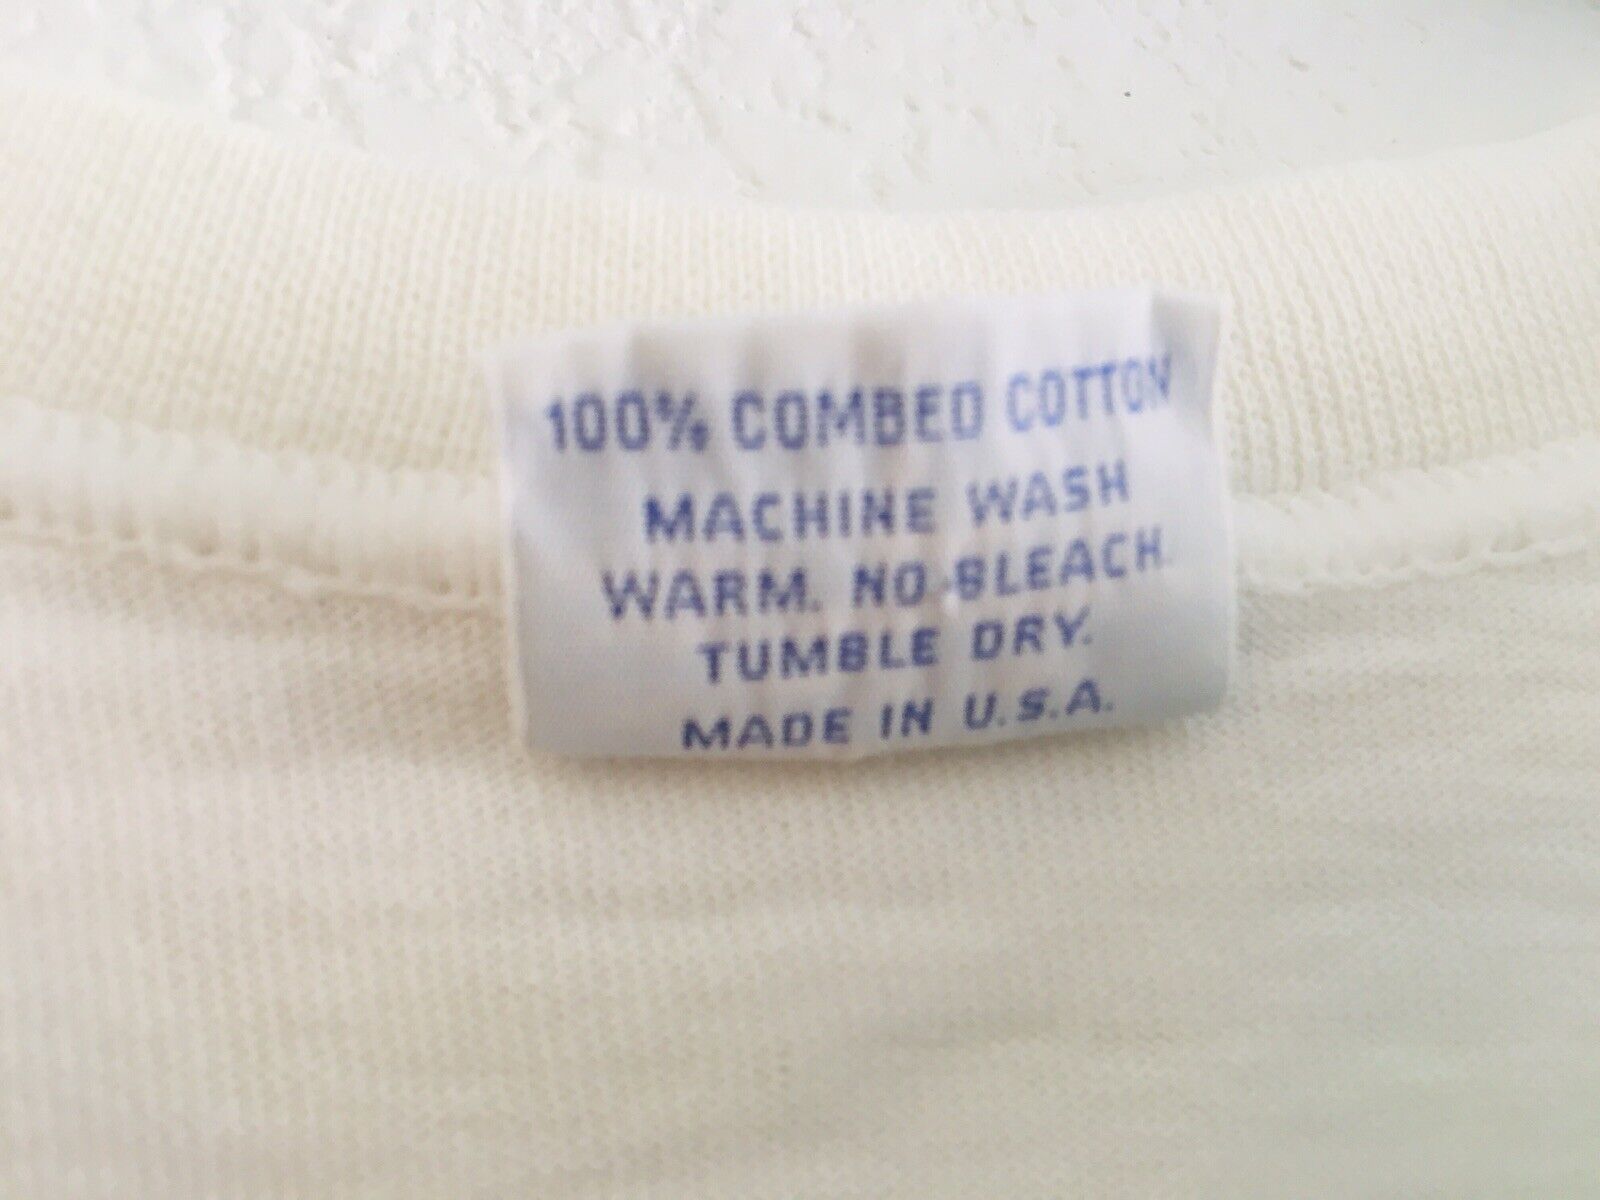 100% COMBED COTTON
MACHINE WASH
WARM. NO BLEACH.
TUMBLE DRY.
MADE IN U.S.A.